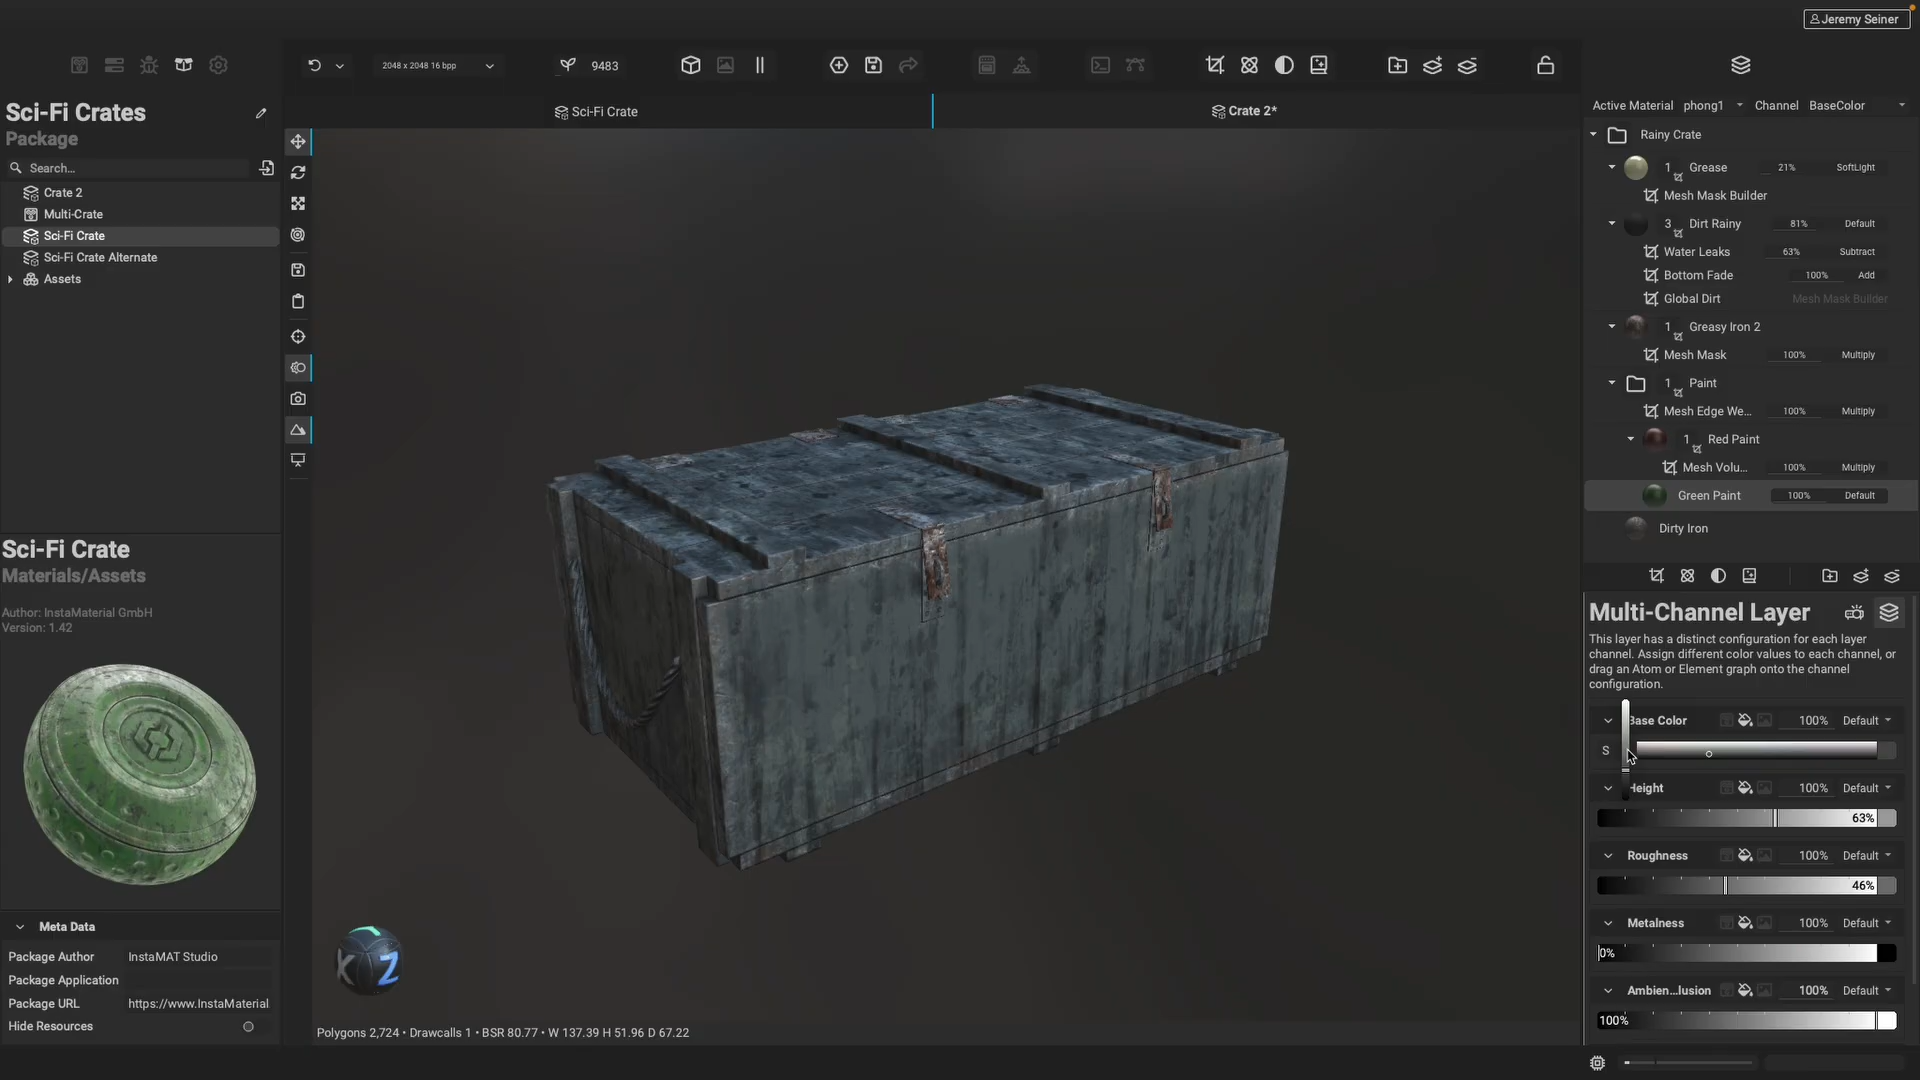 Jeremy Seiner
2048 x 2048 16 bpp
9483
Sci-Fi Crates
Package
Search...
Crate 2
Multi-Crate
Sci-Fi Crate
Sci-Fi Crate Alternate
Assets
Sci-Fi Crate
Materials/Assets
Author: InstaMaterial GmbH
Version: 1.42
Meta Data
Package Author InstaMAT Studio
Package Application
Package URL https://www.InstaMaterial
Hide Resources
Sci-Fi Crate
Crate 2*
Z
Polygons 2,724 • Drawcalls 1 • BSR 80.77 • W 137.39 H 51.96 D 67.22
Active Material phong1 Channel BaseColor
Rainy Crate
1 Grease 21% SoftLight
Mesh Mask Builder
3 Dirt Rainy 81% Default
Water Leaks 63% Subtract
Bottom Fade 100% Add
Global Dirt Mesh Mask Builder
1 Greasy Iron 2
Mesh Mask 100% Multiply
1 Paint
Mesh Edge We... 100% Multiply
1 Red Paint
Mesh Volu... 100% Multiply
Green Paint 100% Default
Dirty Iron
Multi-Channel Layer
This layer has a distinct configuration for each layer
channel. Assign different color values to each channel, or
drag an Atom or Element graph onto the channel
configuration.
Base Color 100% Default
S
Height 100% Default
63%
Roughness 100% Default
46%
Metalness 100% Default
0%
Ambien...lusion 100% Default
100%